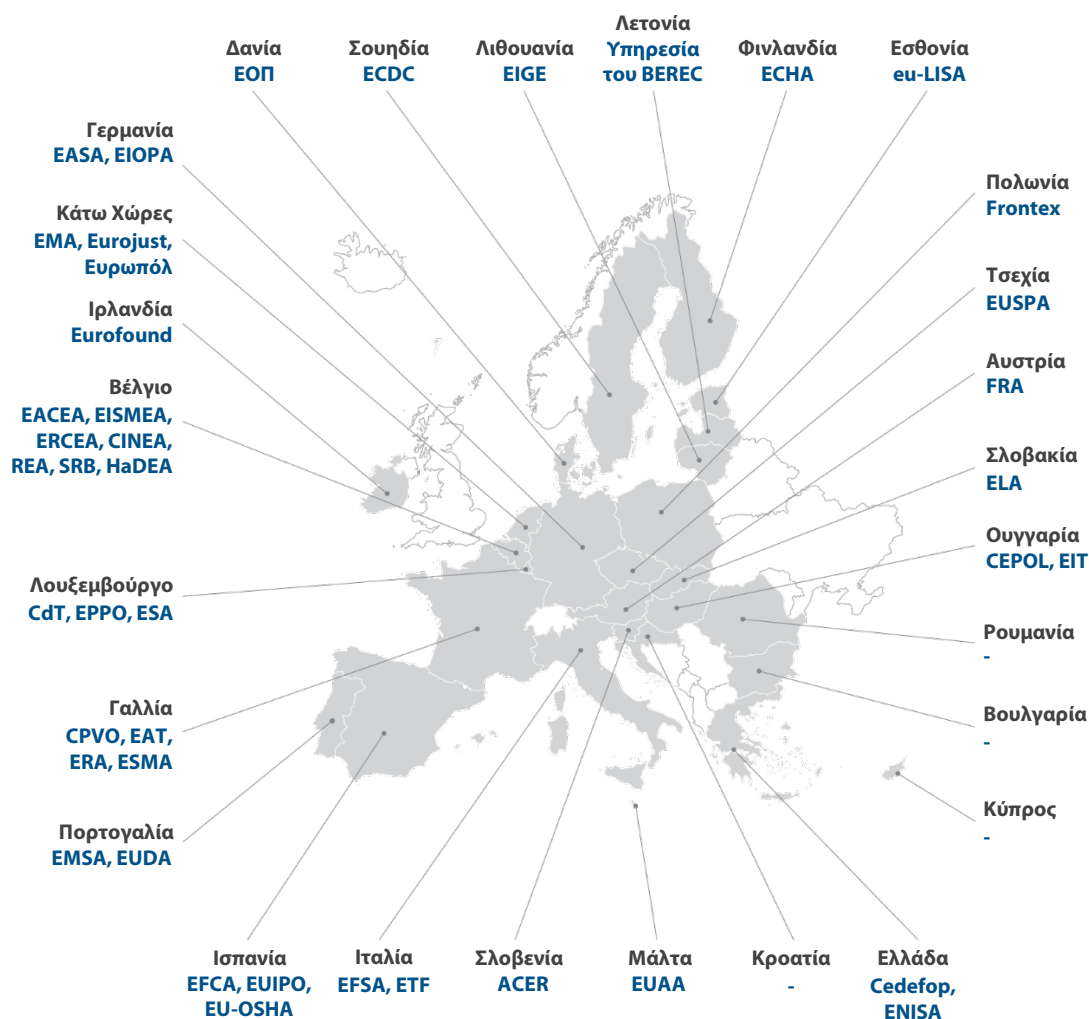 Δανία
ΕΟΠ
Σουηδία
ECDC
Λιθουανία
EIGE
Λετονία
Υπηρεσία
του BEREC
Φινλανδία
ECHA
Εσθονία
eu-LISA
Γερμανία
EASA, EIOPA
Κάτω Χώρες
EMA, Eurojust,
Ευρωπόλ
Ιρλανδία
Eurofound
Βέλγιο
EACEA, EISMEA,
ERCEA, CINEA,
REA, SRB, HaDEA
Λουξεμβούργο
CdT, EPPO, ESA
Γαλλία
CPVO, ΕΑΤ,
ERA, ESMA
Πορτογαλία
EMSA, EUDA
Πολωνία
Frontex
Τσεχία
EUSPA
Αυστρία
FRA
Σλοβακία
ELA
Ουγγαρία
CEPOL, EIT
Ρουμανία
-
Βουλγαρία
-
Κύπρος
-
Ισπανία
EFCA, EUIPO,
EU-OSHA
Ιταλία
EFSA, ETF
Σλοβενία
ACER
Μάλτα
EUAA
Κροατία
-
Ελλάδα
Cedefop,
ENISA